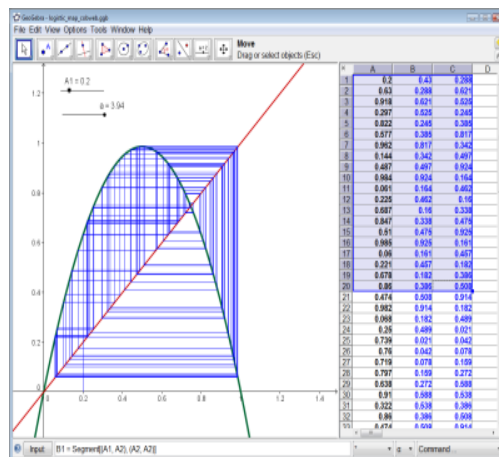 GeoGebra - logistic_map_cobweb.ggb
File Edit View Options Tools Window Help
Move
Drag or select objects (Esc)
A1 = 0.2
a = 3.94
1.2
1
0.8
0.6
0.4
0.2
0
0 0.2 0.4 0.6 0.8 1 1.2 1.4
A B C D
1 0.2 0.43 0.288
2 0.63 0.288 0.621
3 0.918 0.621 0.525
4 0.297 0.525 0.245
5 0.822 0.245 0.385
6 0.577 0.385 0.817
7 0.962 0.817 0.342
8 0.144 0.342 0.497
9 0.487 0.497 0.924
10 0.984 0.924 0.164
11 0.061 0.164 0.462
12 0.225 0.462 0.16
13 0.687 0.16 0.338
14 0.847 0.338 0.475
15 0.51 0.475 0.925
16 0.985 0.925 0.161
17 0.06 0.161 0.457
18 0.221 0.457 0.182
19 0.678 0.182 0.386
20 0.86 0.386 0.508
21 0.474 0.508 0.914
22 0.982 0.914 0.182
23 0.068 0.182 0.489
24 0.25 0.489 0.021
25 0.739 0.021 0.042
26 0.76 0.042 0.078
27 0.719 0.078 0.159
28 0.797 0.159 0.272
29 0.638 0.272 0.588
30 0.91 0.588 0.538
31 0.322 0.538 0.386
32 0.86 0.386 0.508
33 0.474 0.508 0.914
Input B1 = Segment[(A1, A2), (A2, A2)] α Command ...